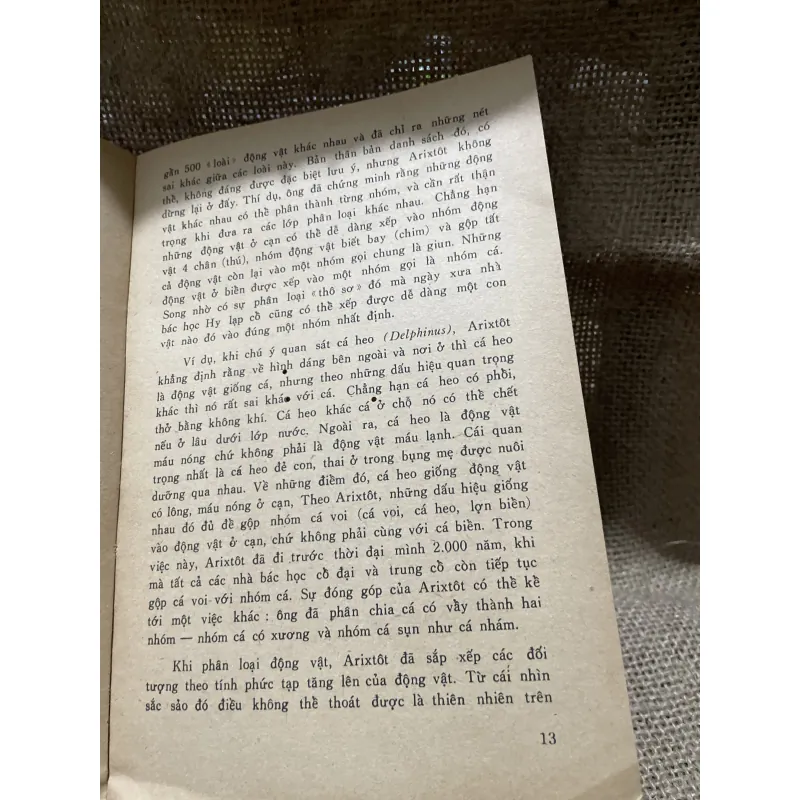 gần 500 «loài» động vật khác nhau và đã chỉ ra những nét
sai khác giữa các loài này. Bản thân bản danh sách đó, có
thể, không đáng được đặc biệt lưu ý, nhưng Arixtôt không
dừng lại ở đấy. Thí dụ, ông đã chứng minh rằng những động
vật khác nhau có thể phân thành từng nhóm, và cần rất thận
trọng khi đưa ra các lớp phân loại khác nhau. Chẳng hạn
những động vật ở cạn có thể dễ dàng xếp vào nhóm động
vật 4 chân (thú), nhóm động vật biết bay (chim) và gộp tất
cả động vật còn lại vào một nhóm gọi chung là giun. Những
động vật ở biển được xếp vào một nhóm gọi là nhóm cá.
Song nhờ có sự phân loại «thô sơ» đó mà ngày xưa nhà
bác học Hy lạp cổ cũng có thể xếp được dễ dàng một con
vật nào đó vào đúng một nhóm nhất định.
Ví dụ, khi chú ý quan sát cá heo (Delphinus), Arixtôt
khẳng định rằng về hình dáng bên ngoài và nơi ở thì cá heo
là động vật giống cá, nhưng theo những dấu hiệu quan trọng
khác thì nó rất sai khác với cá. Chẳng hạn cá heo có phổi,
thở bằng không khí. Cá heo khác cá ở chỗ nó có thể chết
nếu ở lâu dưới lớp nước. Ngoài ra, cá heo là động vật
máu nóng chứ không phải là động vật máu lạnh. Cái quan
trọng nhất là cá heo đẻ con, thai ở trong bụng mẹ được nuôi
dưỡng qua nhau. Về những điểm đó, cá heo giống động vật
có lông, máu nóng ở cạn, Theo Arixtôt, những dấu hiệu giống
nhau đó đủ để gộp nhóm cá voi (cá voi, cá heo, lợn biển)
vào động vật ở cạn, chứ không phải cùng với cá biển. Trong
việc này, Arixtôt đã đi trước thời đại mình 2.000 năm, khi
mà tất cả các nhà bác học cổ đại và trung cổ còn tiếp tục
gộp cá voi với nhóm cá. Sự đóng góp của Arixtôt có thể kể
tới một việc khác : ông đã phân chia cá có vẩy thành hai
nhóm — nhóm cá có xương và nhóm cá sụn như cá nhám.
Khi phân loại động vật, Arixtôt đã sắp xếp các đối
tượng theo tính phức tạp tăng lên của động vật. Từ cái nhìn
sắc sảo đó điều không thể thoát được là thiên nhiên trên
13